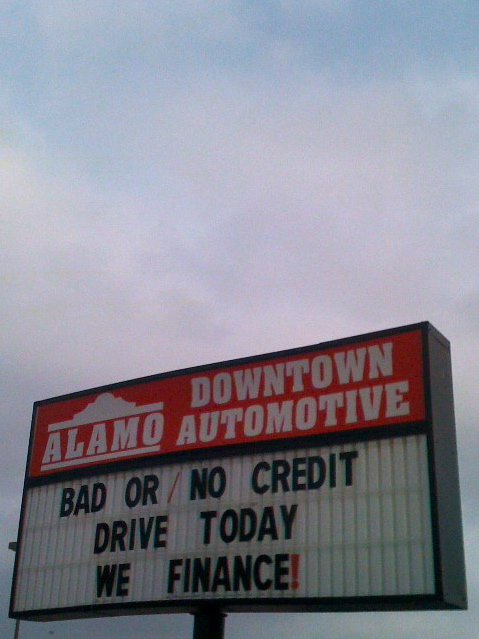 ALAMO
DOWNTOWN
AUTOMOTIVE
BAD OR / NO CREDIT
DRIVE TODAY
WE FINANCE!